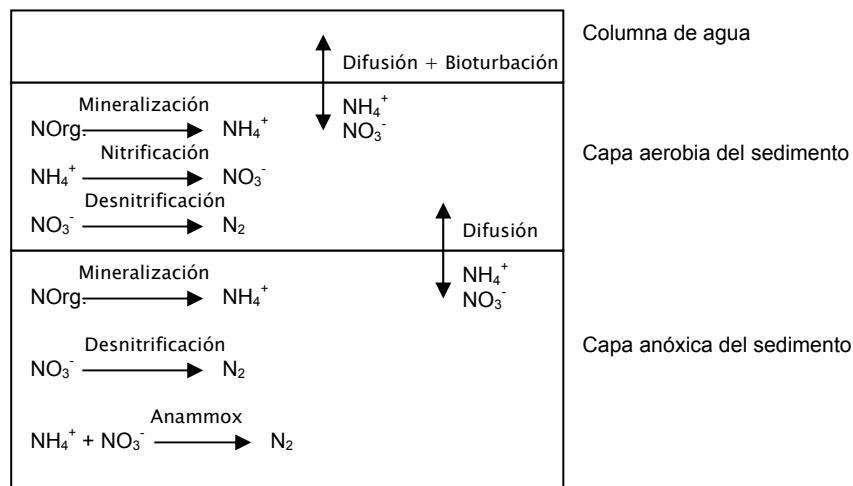 Columna de agua
Difusión + Bioturbación
Mineralización
NOrg. NH₄⁺
NH₄⁺
NO₃⁻
Nitrificación
NH₄⁺ NO₃⁻
Capa aerobia del sedimento
Desnitrificación
NO₃⁻ N₂
Difusión
Mineralización
NOrg. NH₄⁺
NH₄⁺
NO₃⁻
Desnitrificación
NO₃⁻ N₂
Capa anóxica del sedimento
Anammox
NH₄⁺ + NO₃⁻ N₂